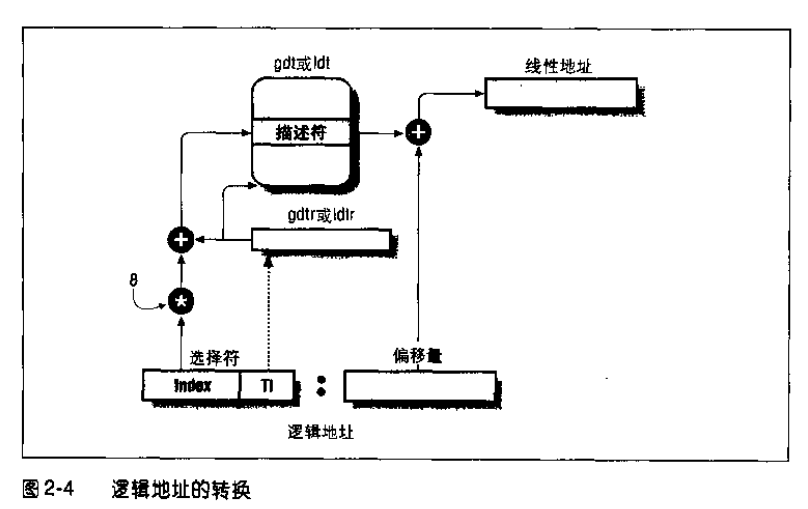 gdt或ldt
线性地址
描述符
gdtr或ldtr
8
选择符
偏移量
Index
TI
:
逻辑地址
图2-4 逻辑地址的转换